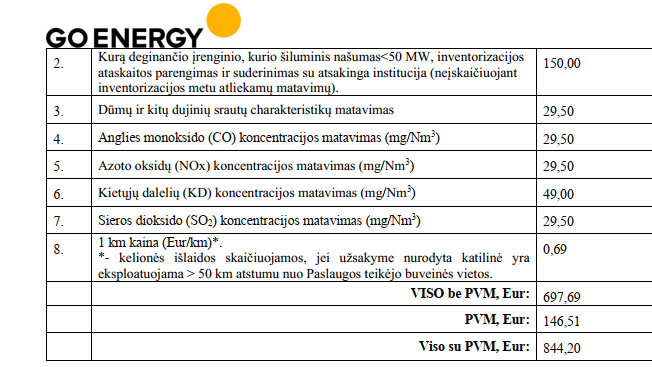 GO ENERGY
2. Kurą deginančio įrenginio, kurio šiluminis našumas<50 MW, inventorizacijos
ataskaitos parengimas ir suderinimas su atsakinga institucija (neįskaičiuojant
inventorizacijos metu atliekamų matavimų). 150,00
3. Dūmų ir kitų dujinių srautų charakteristikų matavimas 29,50
4. Anglies monoksido (CO) koncentracijos matavimas (mg/Nm³) 29,50
5. Azoto oksidų (NOx) koncentracijos matavimas (mg/Nm³) 29,50
6. Kietųjų dalelių (KD) koncentracijos matavimas (mg/Nm³) 49,00
7. Sieros dioksido (SO₂) koncentracijos matavimas (mg/Nm³) 29,50
8. 1 km kaina (Eur/km)*. 0,69
*- kelionės išlaidos skaičiuojamos, jei užsakyme nurodyta katilinė yra
eksploatuojama > 50 km atstumu nuo Paslaugos teikėjo buveinės vietos.
VISO be PVM, Eur: 697,69
PVM, Eur: 146,51
Viso su PVM, Eur: 844,20